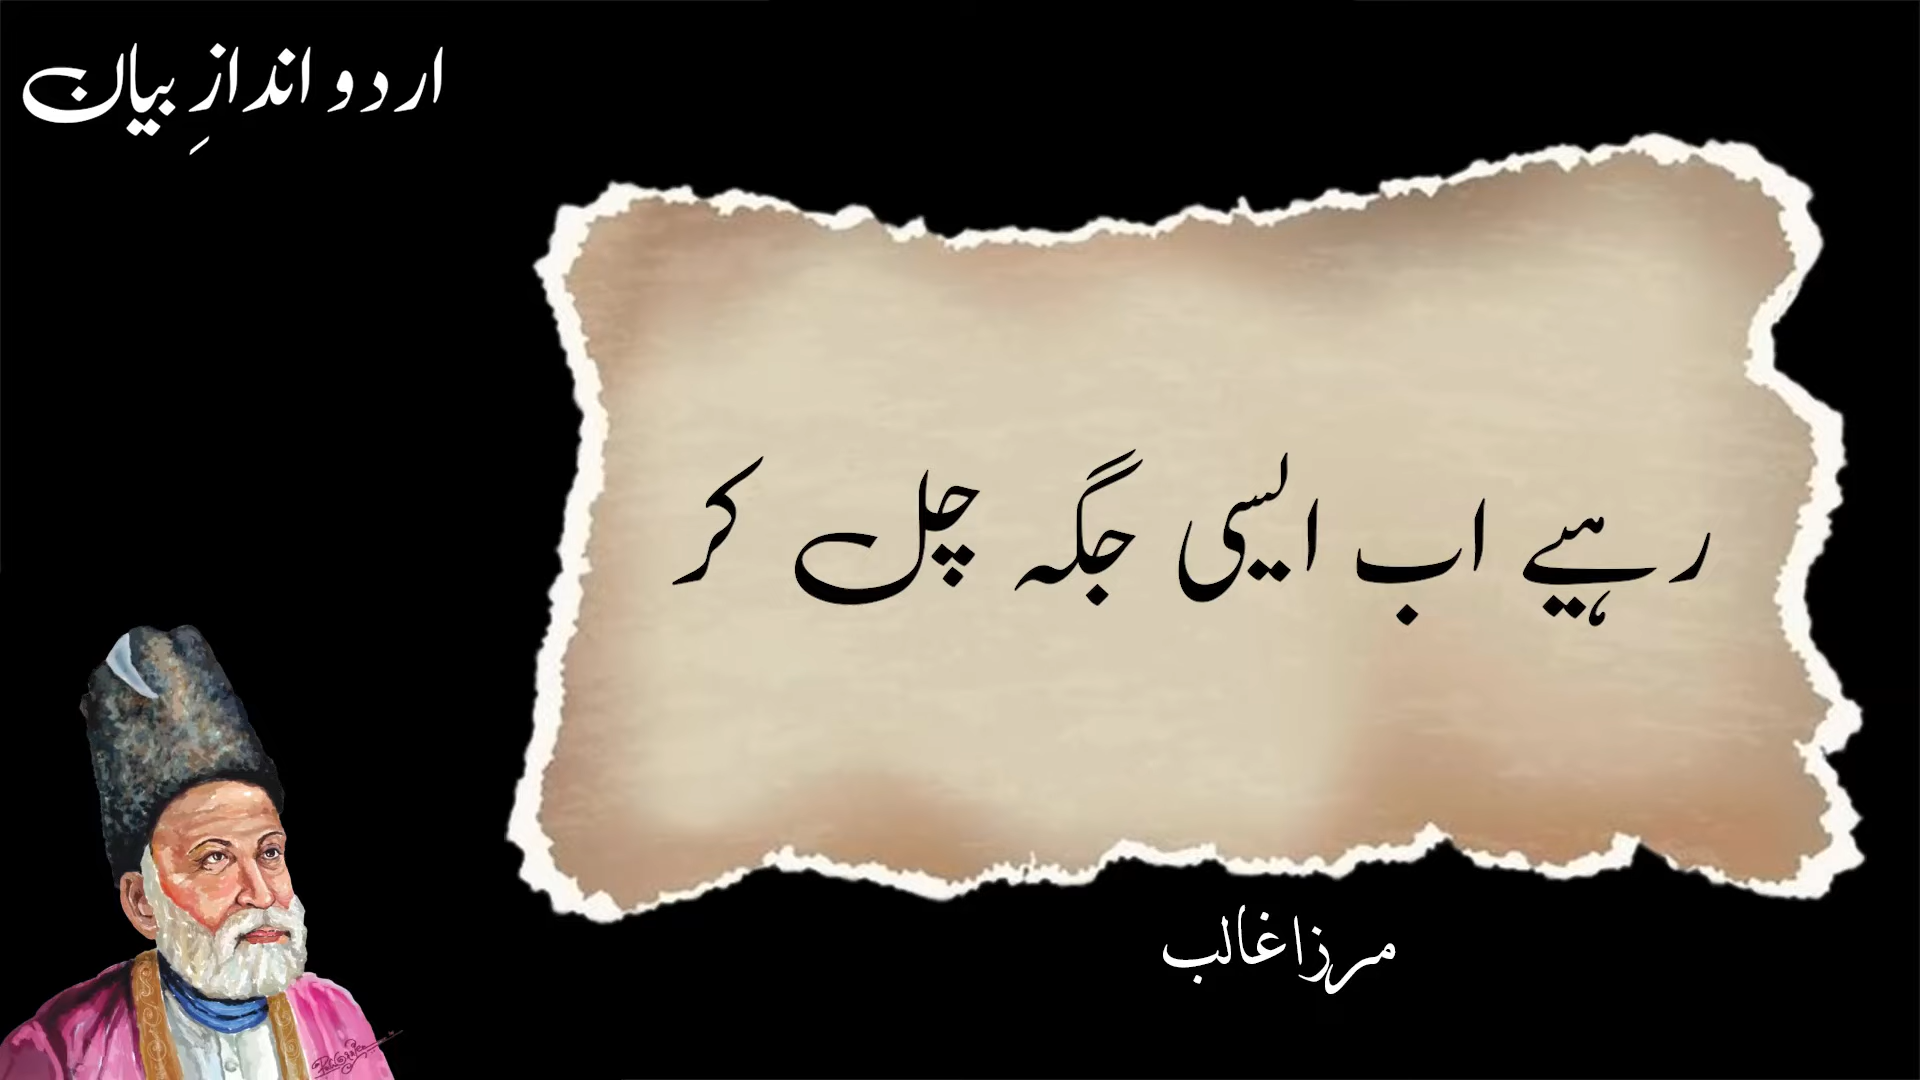 اردو اندازِ بیان
رہیے اب ایسی جگہ چل کر
مرزا غالب